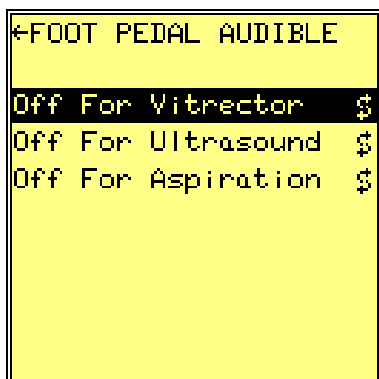 ←FOOT PEDAL AUDIBLE
Off For Vitrector $
Off For Ultrasound $
Off For Aspiration $